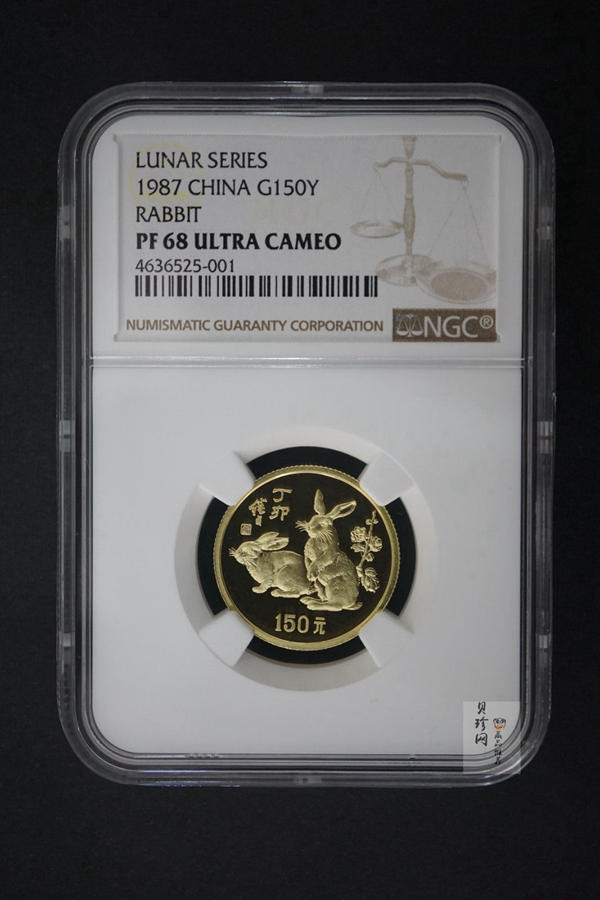 LUNAR SERIES
1987 CHINA G150Y
RABBIT
PF 68 ULTRA CAMEO
4636525-001
NUMISMATIC GUARANTY CORPORATION
NGC®
丁卯
150元
贝珍网